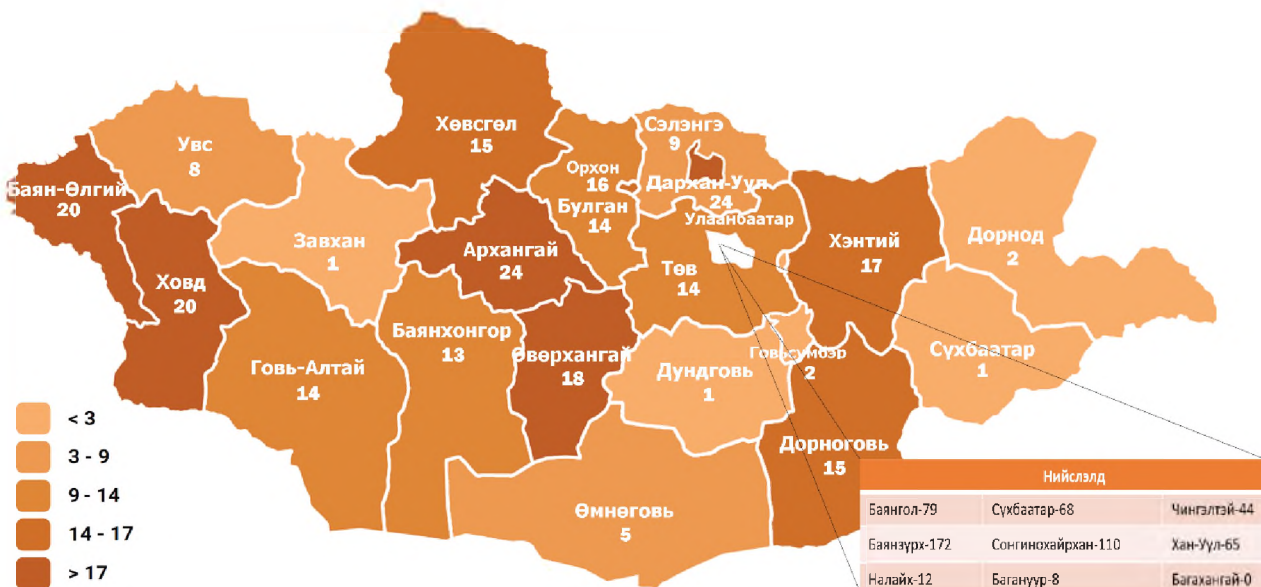 Хөвсгөл
15
Сэлэнгэ
9
Увс
8
Орхон
16
Дархан-Уул
24
Баян-Өлгий
20
Булган
14
Улаанбаатар
Завхан
1
Архангай
24
Хэнтий
17
Дорнод
2
Ховд
20
Төв
14
Баянхонгор
13
Өвөрхангай
18
Говьсүмбэр
2
Сүхбаатар
1
Говь-Алтай
14
Дундговь
1
Дорноговь
15
Өмнөговь
5
< 3
3 - 9
9 - 14
14 - 17
> 17
Нийслэлд
Баянгол-79 Сүхбаатар-68 Чингэлтэй-44
Баянзүрх-172 Сонгинохайрхан-110 Хан-Уул-65
Налайх-12 Багануур-8 Багахангай-0